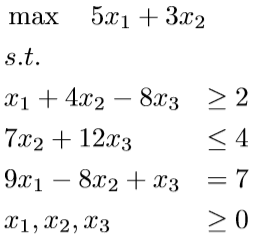 max 5x₁ + 3x₂
s.t.
x₁ + 4x₂ − 8x₃ ≥ 2
7x₂ + 12x₃ ≤ 4
9x₁ − 8x₂ + x₃ = 7
x₁, x₂, x₃ ≥ 0